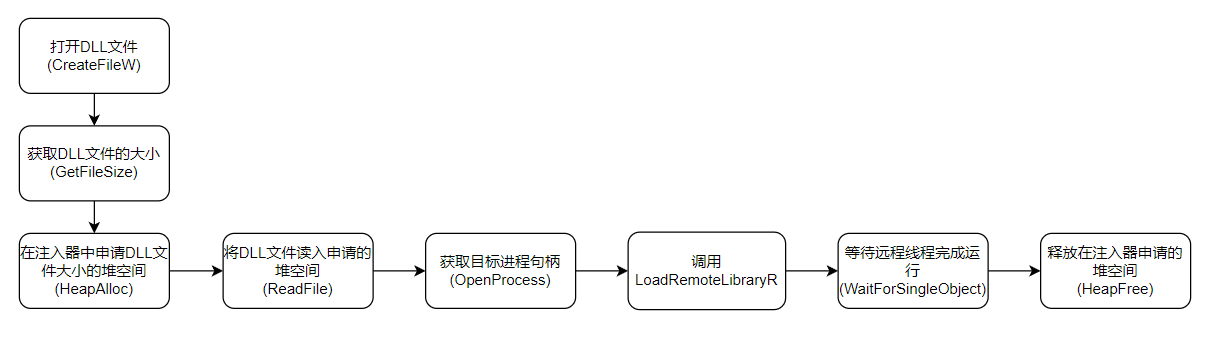 打开DLL文件
(CreateFileW)
获取DLL文件的大小
(GetFileSize)
在注入器中申请DLL文
件大小的堆空间
(HeapAlloc)
将DLL文件读入申请的
堆空间
(ReadFile)
获取目标进程句柄
(OpenProcess)
调用
LoadRemoteLibraryR
等待远程线程完成运
行
(WaitForSingleObject)
释放在注入器申请的
堆空间
(HeapFree)